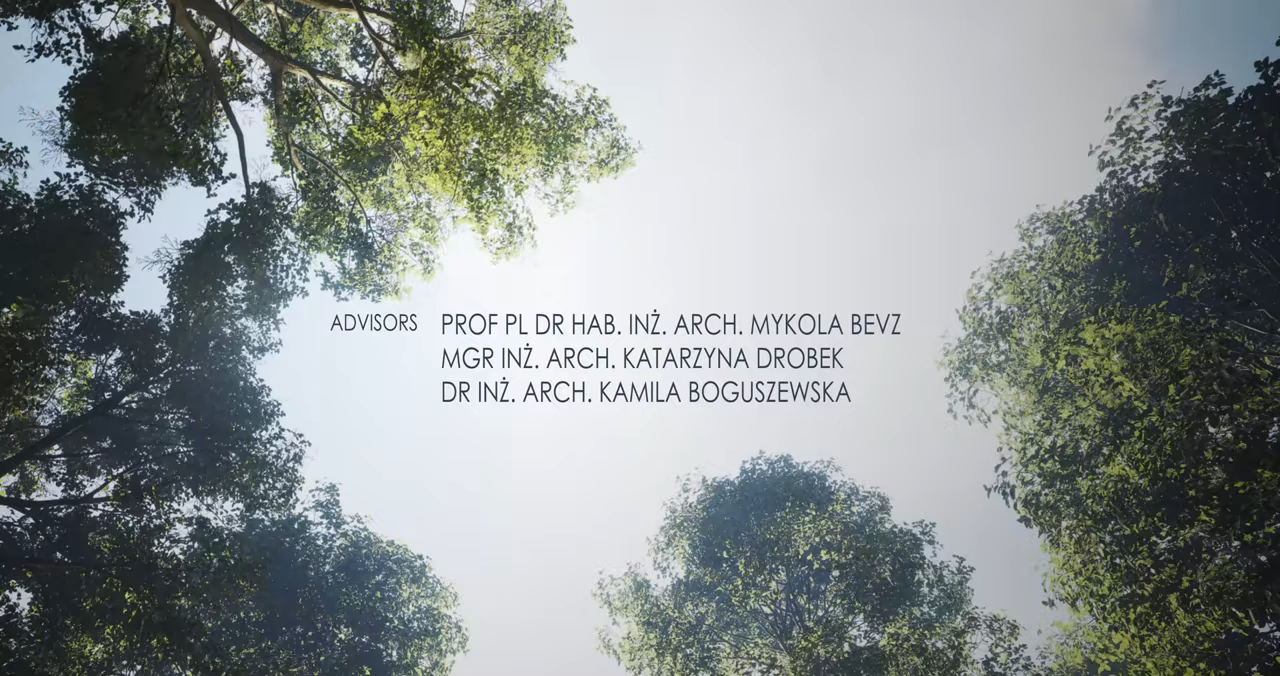 ADVISORS PROF PL DR HAB. INŻ. ARCH. MYKOLA BEVZ
MGR INŻ. ARCH. KATARZYNA DROBEK
DR INŻ. ARCH. KAMILA BOGUSZEWSKA